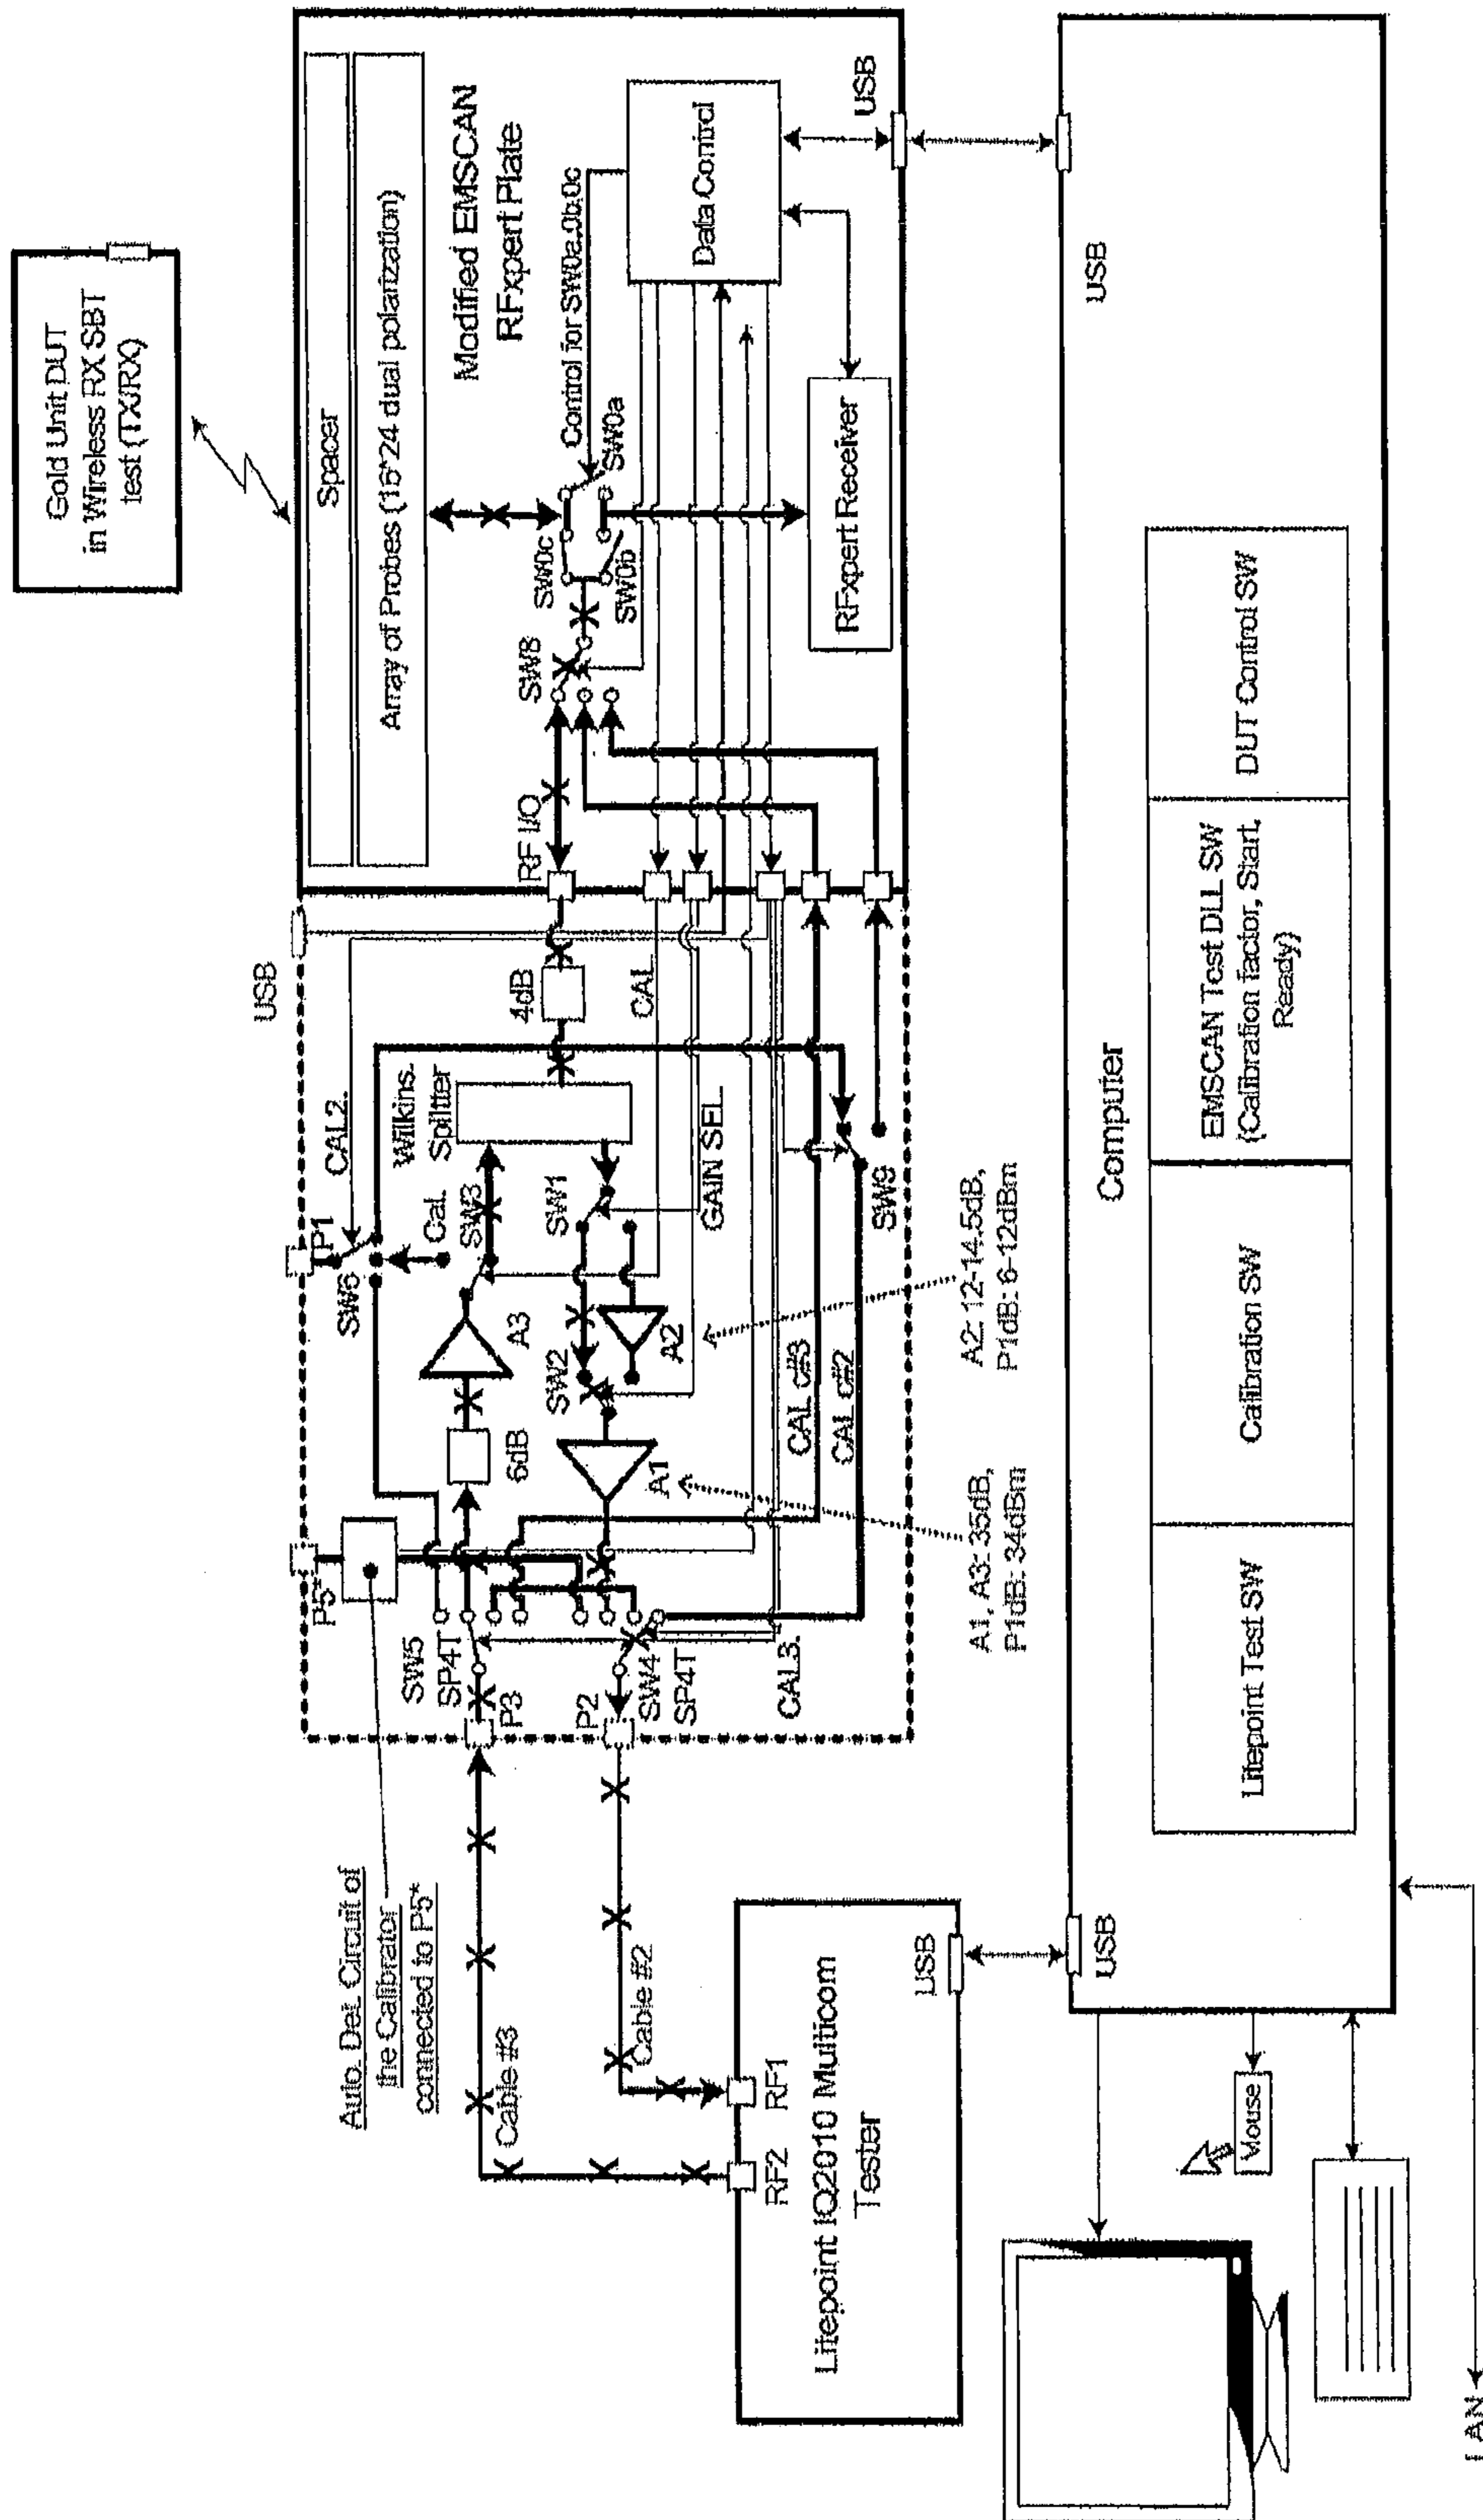 Gold Unit DUT
in Wireless RX SBT
test (TX/RX)
Spacer
Array of Probes (16*24 dual polarization)
Modified EMSCAN
RFxpert Plate
Control for SW0a,0b,0c
Data Control
USB
SW0a
SW0c
SW0b
SW8
RFxpert Receiver
RF I/O
USB
4dB
CAL
CAL2.
Wilkins.
Splitter
P1
SW6
Cal
SW3
SW1
GAIN SEL.
SW9
A3
SW2
A2
6dB
A1
CAL c#3
CAL c#2
P5*
SW5
SP4T
P3
P2
SW4
SP4T
CAL3.
A2: 12-14.5dB,
P1dB: 6-12dBm
A1, A3: 35dB,
P1dB: 34dBm
Auto. Det. Circuit of
the Calibrator
connected to P5*
Cable #3
Cable #2
RF2
RF1
Litepoint IQ2010 Multicom
Tester
USB
USB
USB
Computer
Litepoint Test SW
Calibration SW
EMSCAN Test DLL SW
(Calibration factor, Start,
Ready)
DUT Control SW
Mouse
LAN